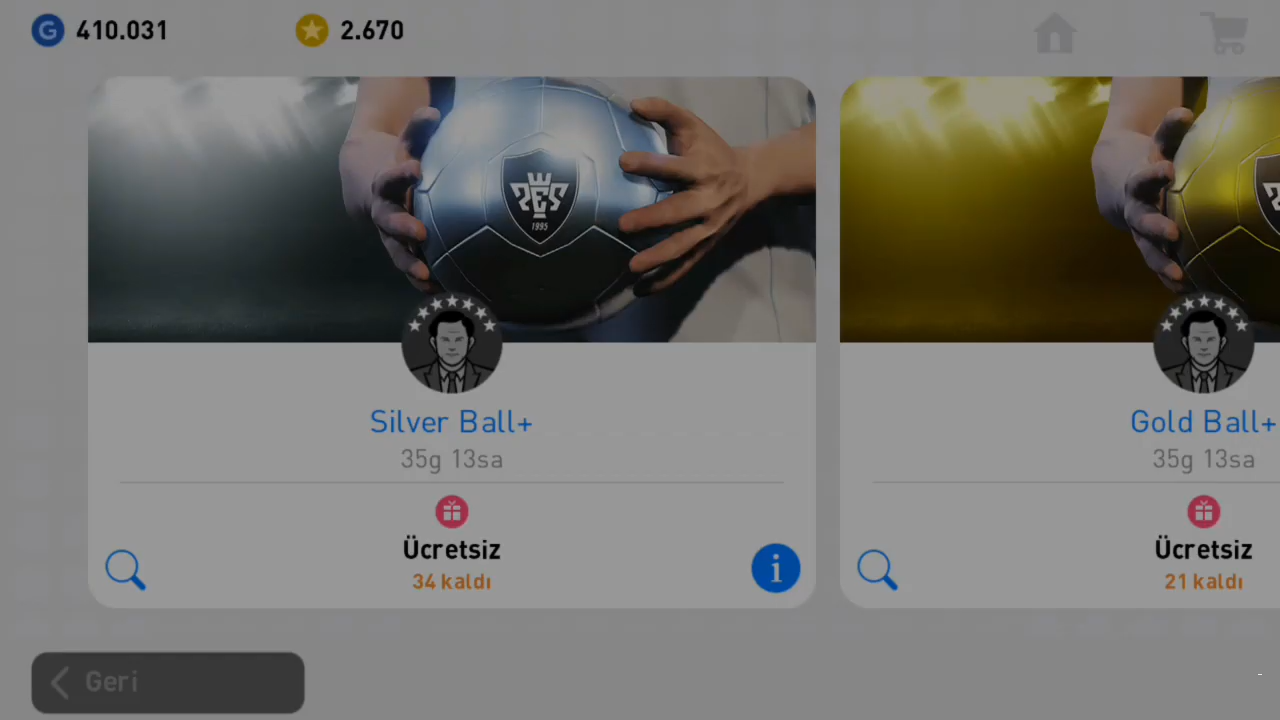 G 410.031
2.670
PES
1995
Silver Ball+
35g 13sa
Ücretsiz
34 kaldı
i
Gold Ball+
35g 13sa
Ücretsiz
21 kaldı
Geri